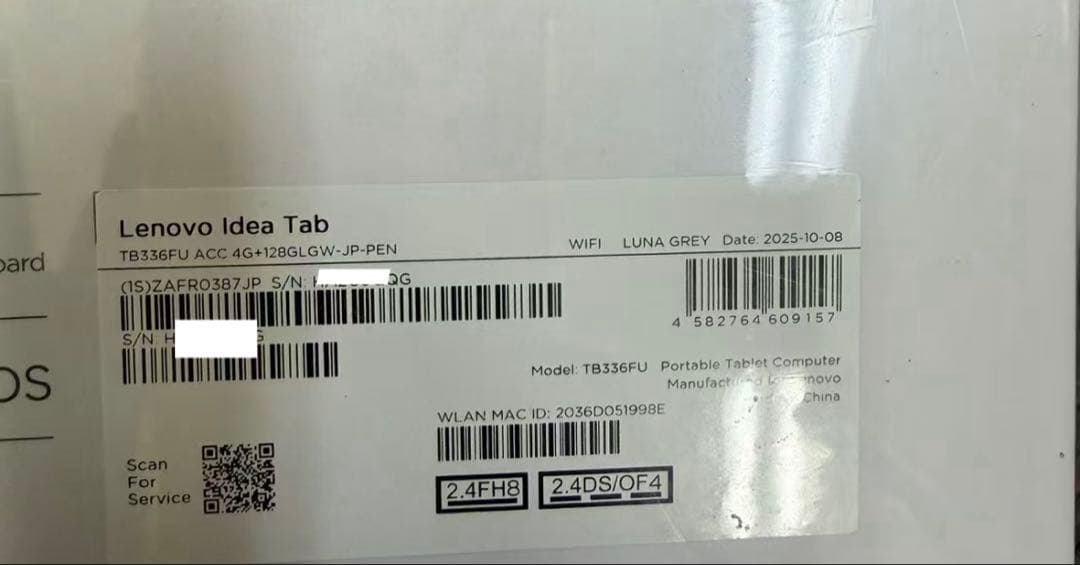 Lenovo Idea Tab
TB336FU ACC 4G+128GLGW-JP-PEN
WIFI LUNA GREY Date: 2025-10-08
(1S)ZAFR0387JP S/N: QG
S/N: H
4 582764 609157
Model: TB336FU Portable Tablet Computer
Manufactured
China
WLAN MAC ID: 2036D051998E
Scan
For
Service
2.4FH8
2.4DS/OF4
oard
OS